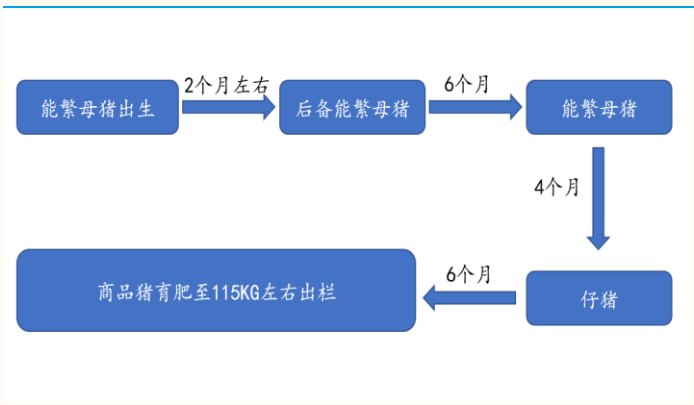 能繁母猪出生
2个月左右
后备能繁母猪
6个月
能繁母猪
4个月
仔猪
6个月
商品猪育肥至115KG左右出栏